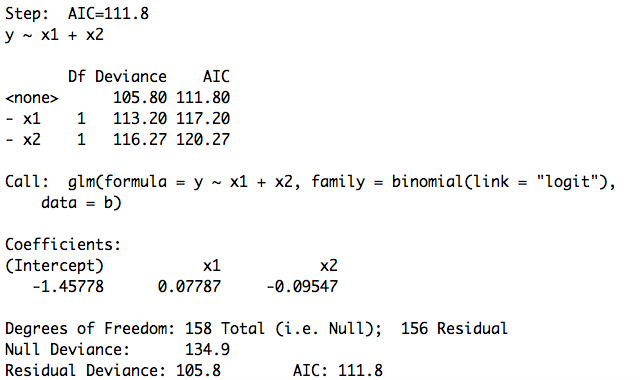 Step:  AIC=111.8
y ~ x1 + x2
       Df Deviance    AIC
<none>      105.80 111.80
- x1    1   113.20 117.20
- x2    1   116.27 120.27
Call:  glm(formula = y ~ x1 + x2, family = binomial(link = "logit"),
    data = b)
Coefficients:
(Intercept)           x1           x2
   -1.45778      0.07787     -0.09547
Degrees of Freedom: 158 Total (i.e. Null);  156 Residual
Null Deviance:      134.9
Residual Deviance: 105.8        AIC: 111.8